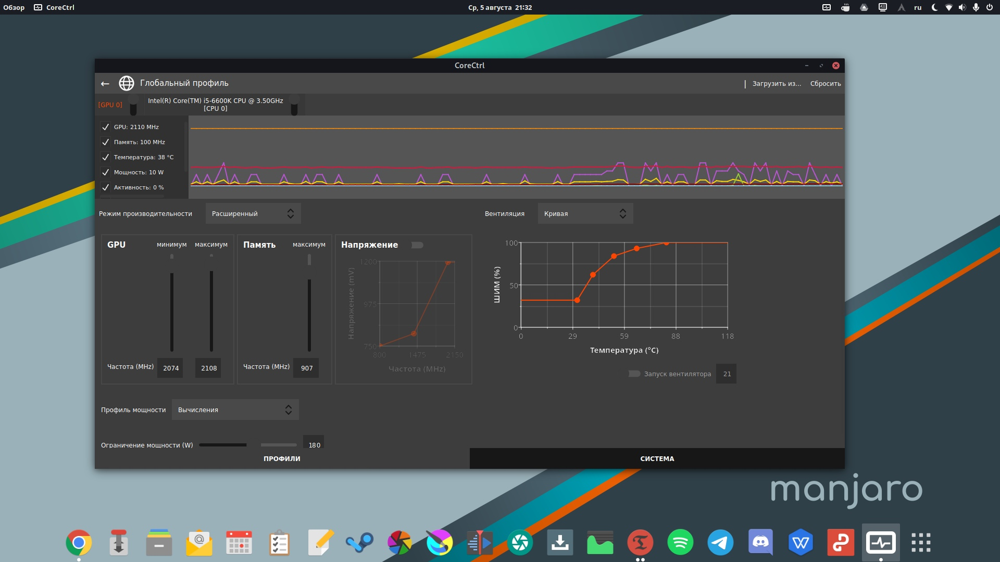 Обзор CoreCtrl Ср, 5 августа 21:32 ru
CoreCtrl
Глобальный профиль Загрузить из... Сбросить
[GPU 0] Intel(R) Core(TM) i5-6600K CPU @ 3.50GHz
[CPU 0]
GPU: 2110 MHz
Память: 100 MHz
Температура: 38 °C
Мощность: 10 W
Активность: 0 %
Режим производительности Расширенный Вентиляция Кривая
GPU минимум максимум
Частота (MHz) 2074 2108
Память максимум
Частота (MHz) 907
Напряжение
1200
975
750
800 1475 2150
Напряжение (mV)
Частота (MHz)
100
50
0
0 29 59 88 118
ШИМ (%)
Температура (°C)
Запуск вентилятора 21
Профиль мощности Вычисления
Ограничение мощности (W) 180
ПРОФИЛИ СИСТЕМА
manjaro